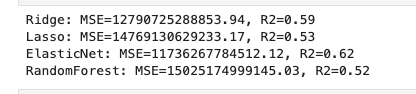 Ridge: MSE=12790725288853.94, R2=0.59
Lasso: MSE=14769130629233.17, R2=0.53
ElasticNet: MSE=11736267784512.12, R2=0.62
RandomForest: MSE=15025174999145.03, R2=0.52